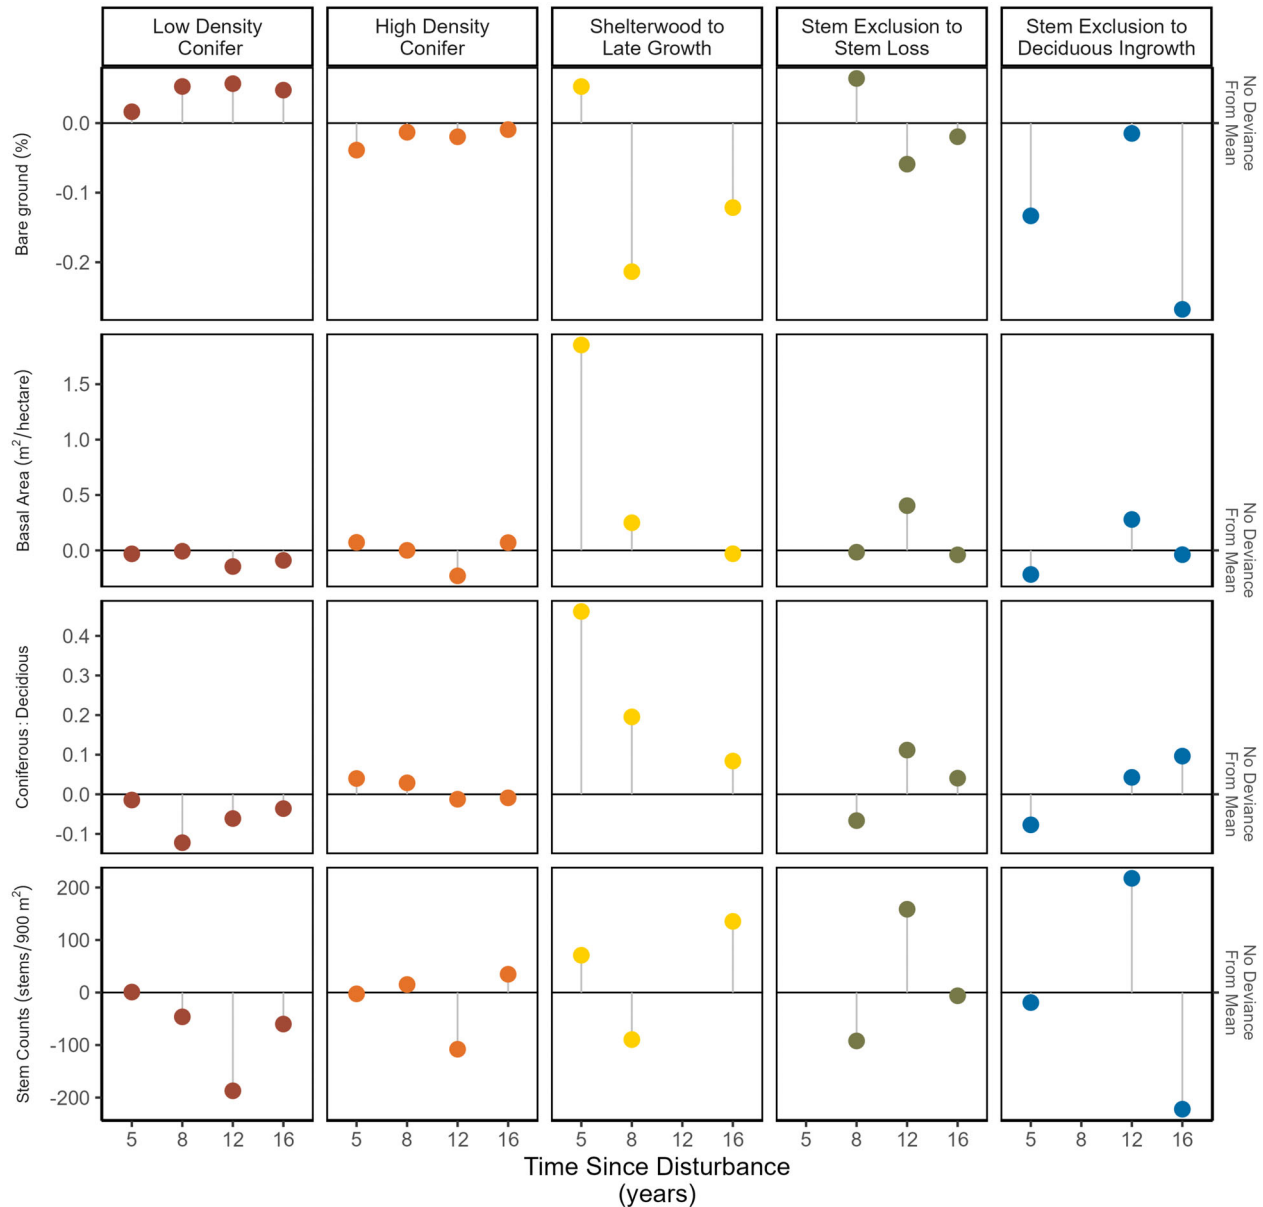 Low Density
Conifer
High Density
Conifer
Shelterwood to
Late Growth
Stem Exclusion to
Stem Loss
Stem Exclusion to
Deciduous Ingrowth
Bare ground (%)
0.0
-0.1
-0.2
No Deviance
From Mean
Basal Area (m²/hectare)
1.5
1.0
0.5
0.0
No Deviance
From Mean
Coniferous:Decidious
0.4
0.3
0.2
0.1
0.0
-0.1
No Deviance
From Mean
Stem Counts (stems/900 m²)
200
100
0
-100
-200
No Deviance
From Mean
5 8 12 16
5 8 12 16
5 8 12 16
5 8 12 16
5 8 12 16
Time Since Disturbance
(years)